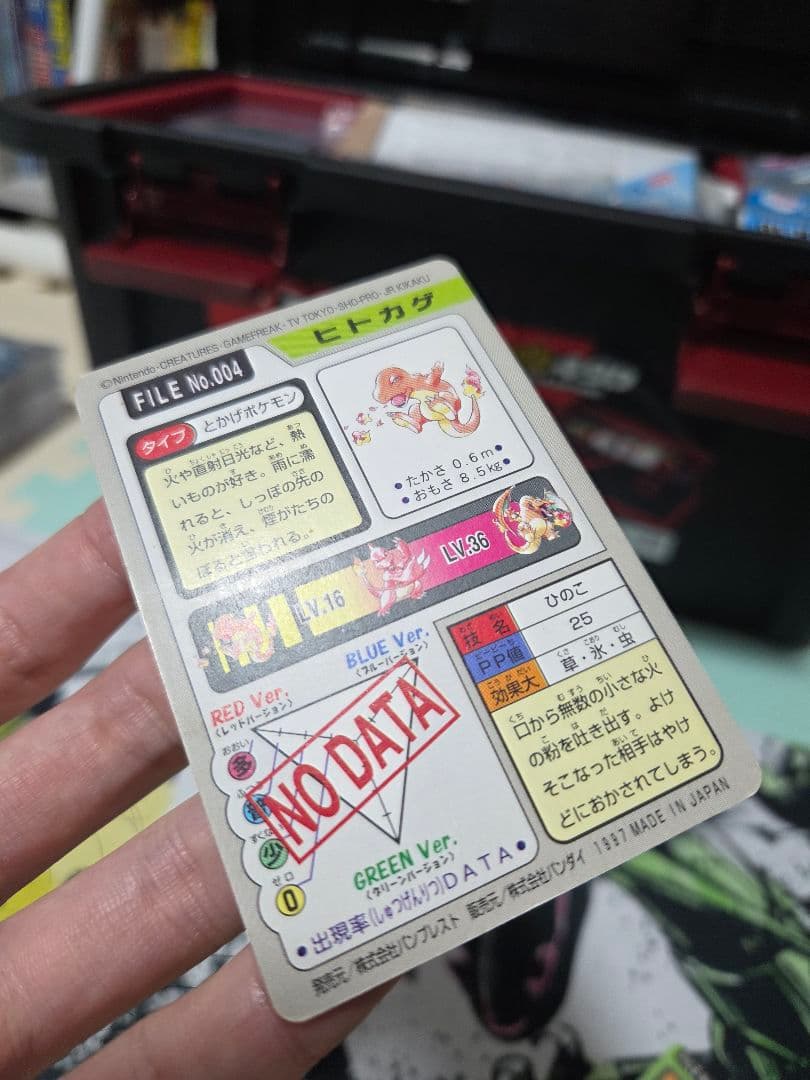 ©Nintendo·CREATURES·GAMEFREAK·TV TOKYO·SHO-PRO·JR KIKAKU
FILE No.004
ヒトカゲ
タイプ
とかげポケモン
火や直射日光など、熱
いものが好き。雨に濡
れると、しっぽの先の
火が消え、煙がたちの
ぼると言われる。
●たかさ 0.6m●
●おもさ 8.5kg●
LV.16
LV.36
技名
ひのこ
PP値
25
効果大
草·氷·虫
口から無数の小さな火
の粉を吐き出す。よけ
そこなった相手はやけ
どにおかされてしまう。
BLUE Ver.
(ブルーバージョン)
RED Ver.
(レッドバージョン)
おおい
多
少
ゼロ
0
NO DATA
GREEN Ver.
(グリーンバージョン)
●出現率(しゅつげんりつ)DATA●
発売元/株式会社バンプレスト 販売元/株式会社バンダイ 1997 MADE IN JAPAN